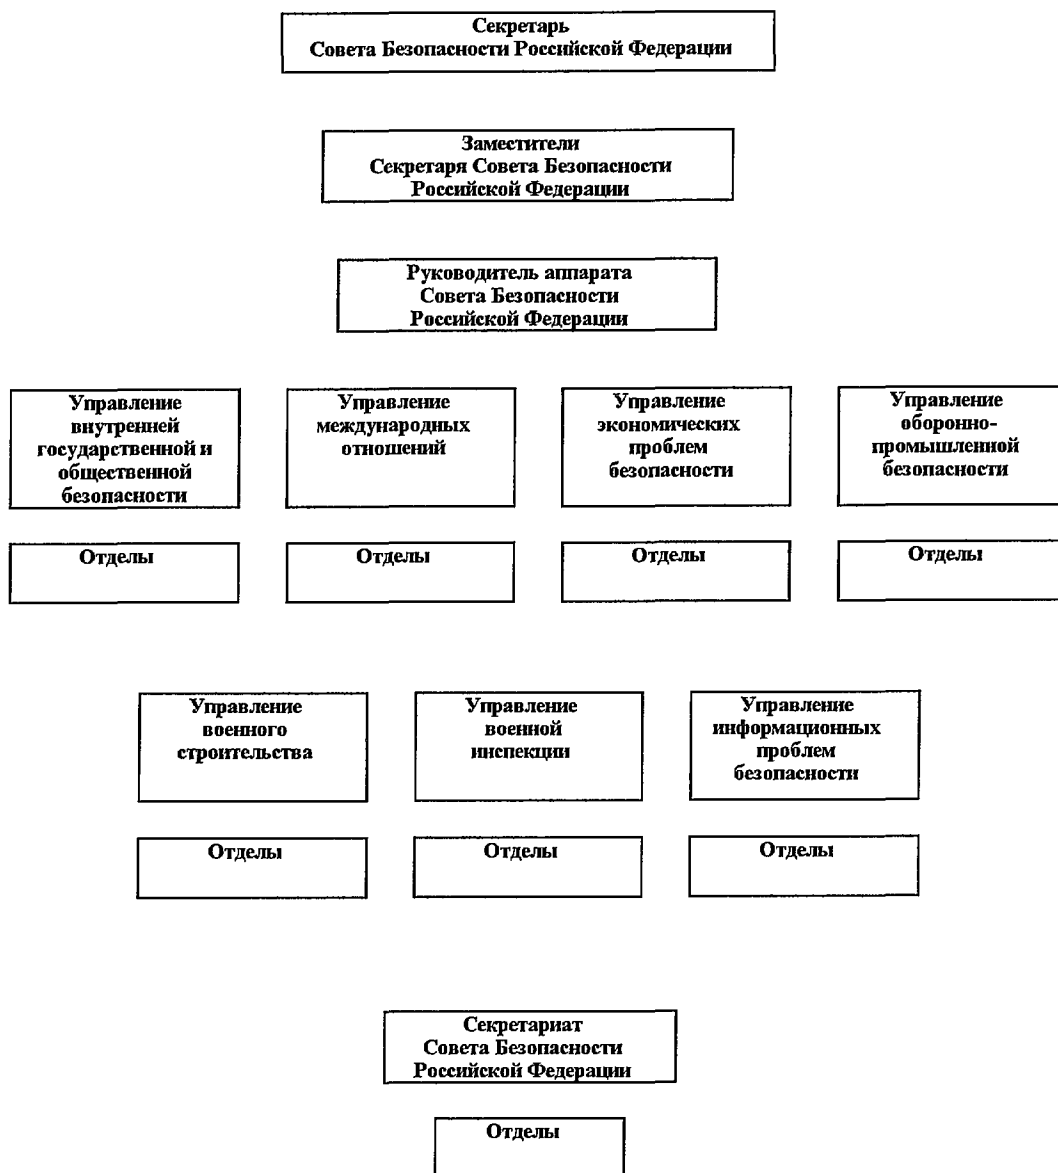 Секретарь
Совета Безопасности Российской Федерации
Заместители
Секретаря Совета Безопасности
Российской Федерации
Руководитель аппарата
Совета Безопасности
Российской Федерации
Управление
внутренней
государственной и
общественной
безопасности
Управление
международных
отношений
Управление
экономических
проблем
безопасности
Управление
оборонно-
промышленной
безопасности
Отделы
Отделы
Отделы
Отделы
Управление
военного
строительства
Управление
военной
инспекции
Управление
информационных
проблем
безопасности
Отделы
Отделы
Отделы
Секретариат
Совета Безопасности
Российской Федерации
Отделы